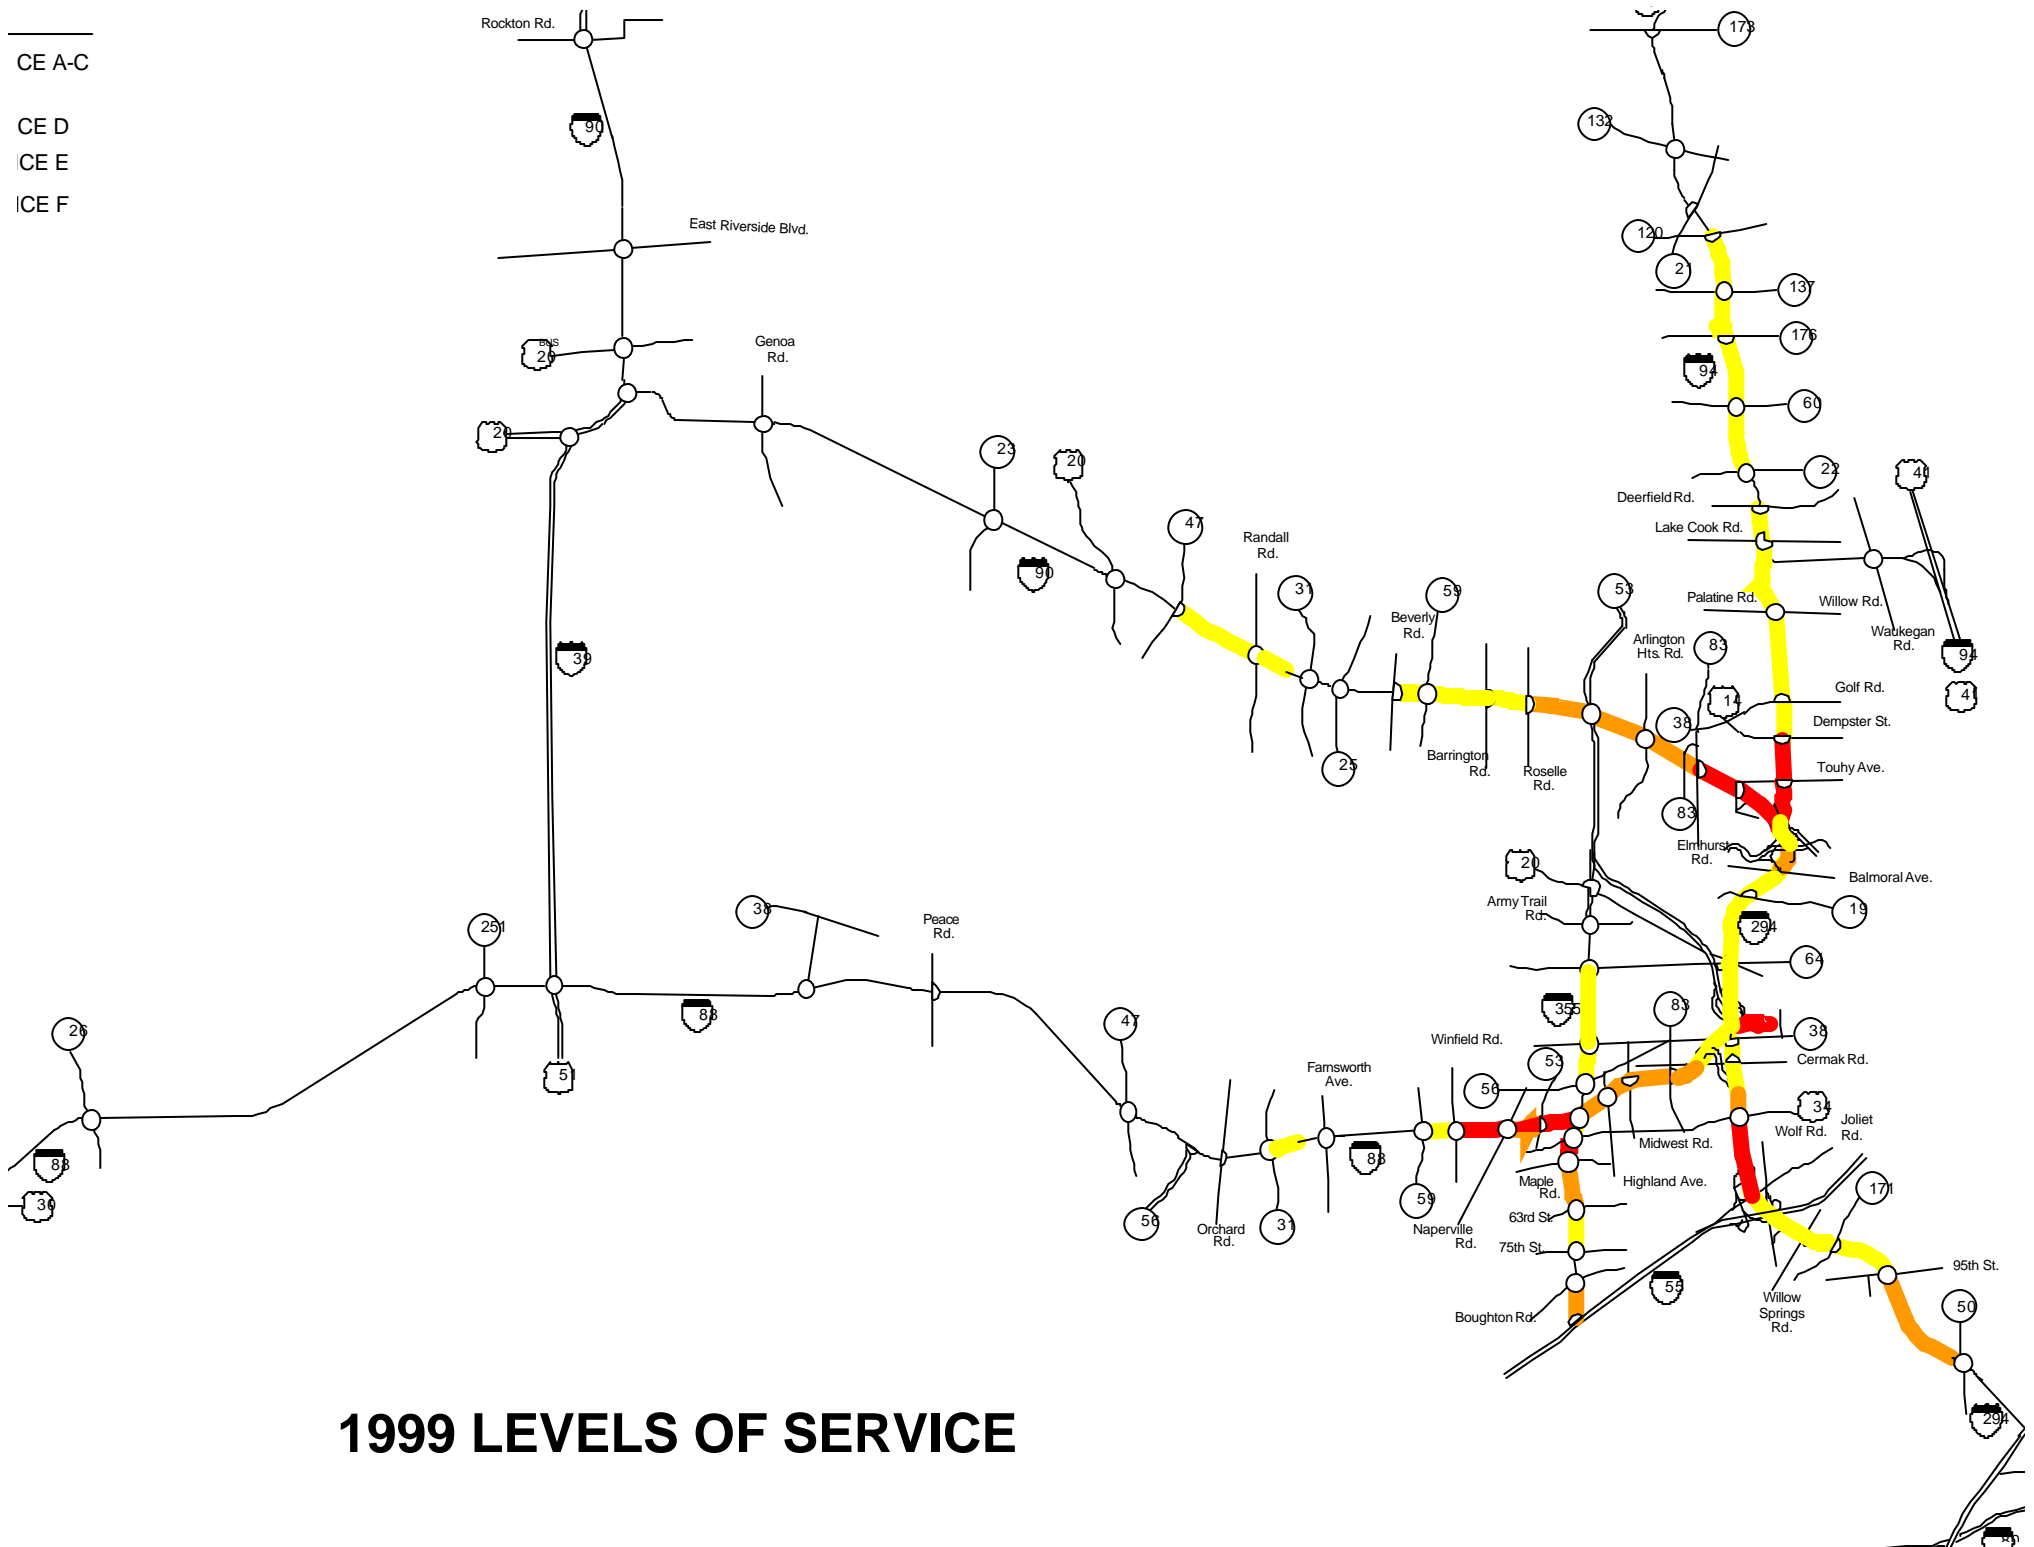 Rockton Rd.
173
CE A-C
90
132
CE D
ICE E
ICE F
East Riverside Blvd.
120
21
137
176
BUS
20
Genoa
Rd.
94
60
20
23
20
22
41
Deerfield Rd.
47
Lake Cook Rd.
Randall
Rd.
90
31
59
53
Palatine Rd.
Willow Rd.
Beverly
Rd.
Arlington
Hts. Rd.
83
Waukegan
Rd.
39
94
14
Golf Rd.
41
38
Dempster St.
Barrington
Rd.
25
Roselle
Rd.
Touhy Ave.
83
Elmhurst
Rd.
20
Balmoral Ave.
Army Trail
Rd.
19
38
251
Peace
Rd.
294
64
88
355
83
26
47
Winfield Rd.
38
53
Cermak Rd.
51
Farnsworth
Ave.
56
34
Joliet
Rd.
Wolf Rd.
Midwest Rd.
88
88
Maple
Rd.
Highland Ave.
171
30
59
63rd St.
56
Orchard
Rd.
31
Naperville
Rd.
75th St.
95th St.
55
Willow
Springs
Rd.
50
Boughton Rd.
294
1999 LEVELS OF SERVICE
80